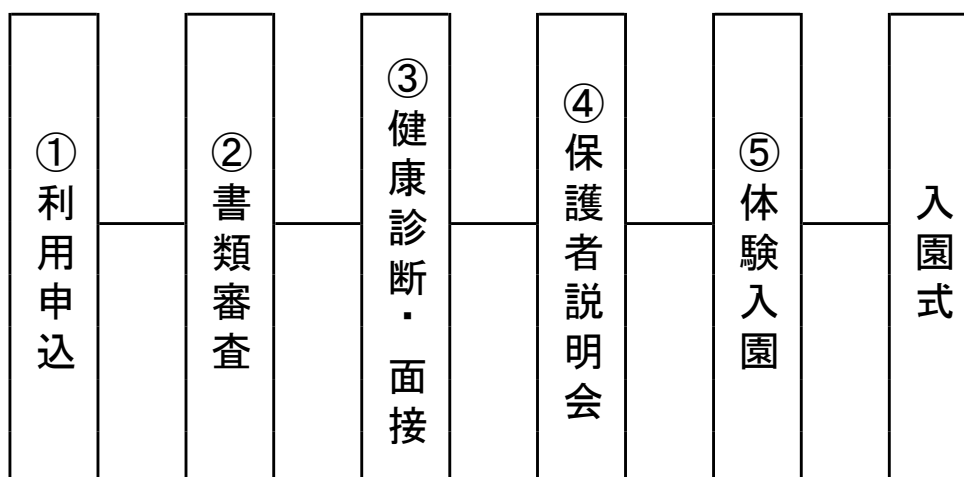 ①利用申込
②書類審査
③健康診断・面接
④保護者説明会
⑤体験入園
入園式